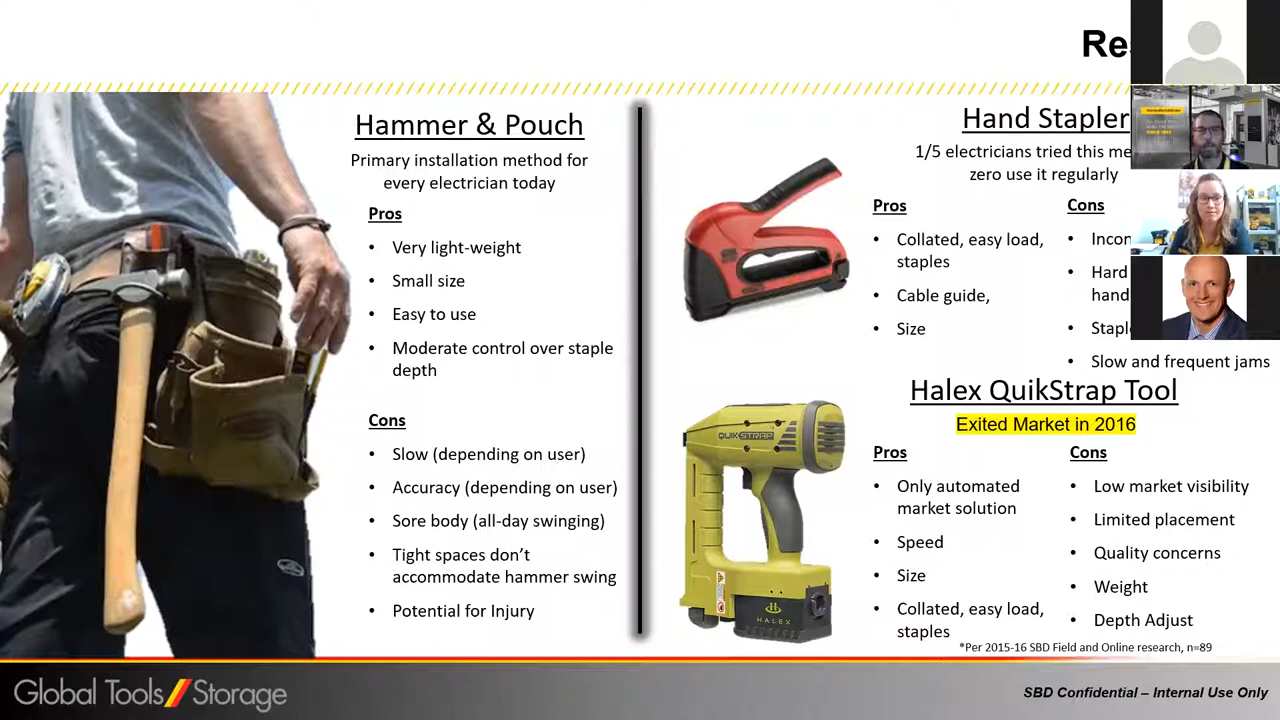 Hammer & Pouch
Primary installation method for
every electrician today
Pros
• Very light-weight
• Small size
• Easy to use
• Moderate control over staple
depth
Cons
• Slow (depending on user)
• Accuracy (depending on user)
• Sore body (all-day swinging)
• Tight spaces don’t
accommodate hammer swing
• Potential for Injury
Hand Stapler
1/5 electricians tried this
zero use it regularly
Pros
• Collated, easy load,
staples
• Cable guide,
• Size
Cons
• Hard
• Slow and frequent jams
Halex QuikStrap Tool
Exited Market in 2016
Pros
• Only automated
market solution
• Speed
• Size
• Collated, easy load,
staples
Cons
• Low market visibility
• Limited placement
• Quality concerns
• Weight
• Depth Adjust
*Per 2015-16 SBD Field and Online research, n=89
QUIKSTRAP
HALEX
Global Tools//Storage
SBD Confidential – Internal Use Only